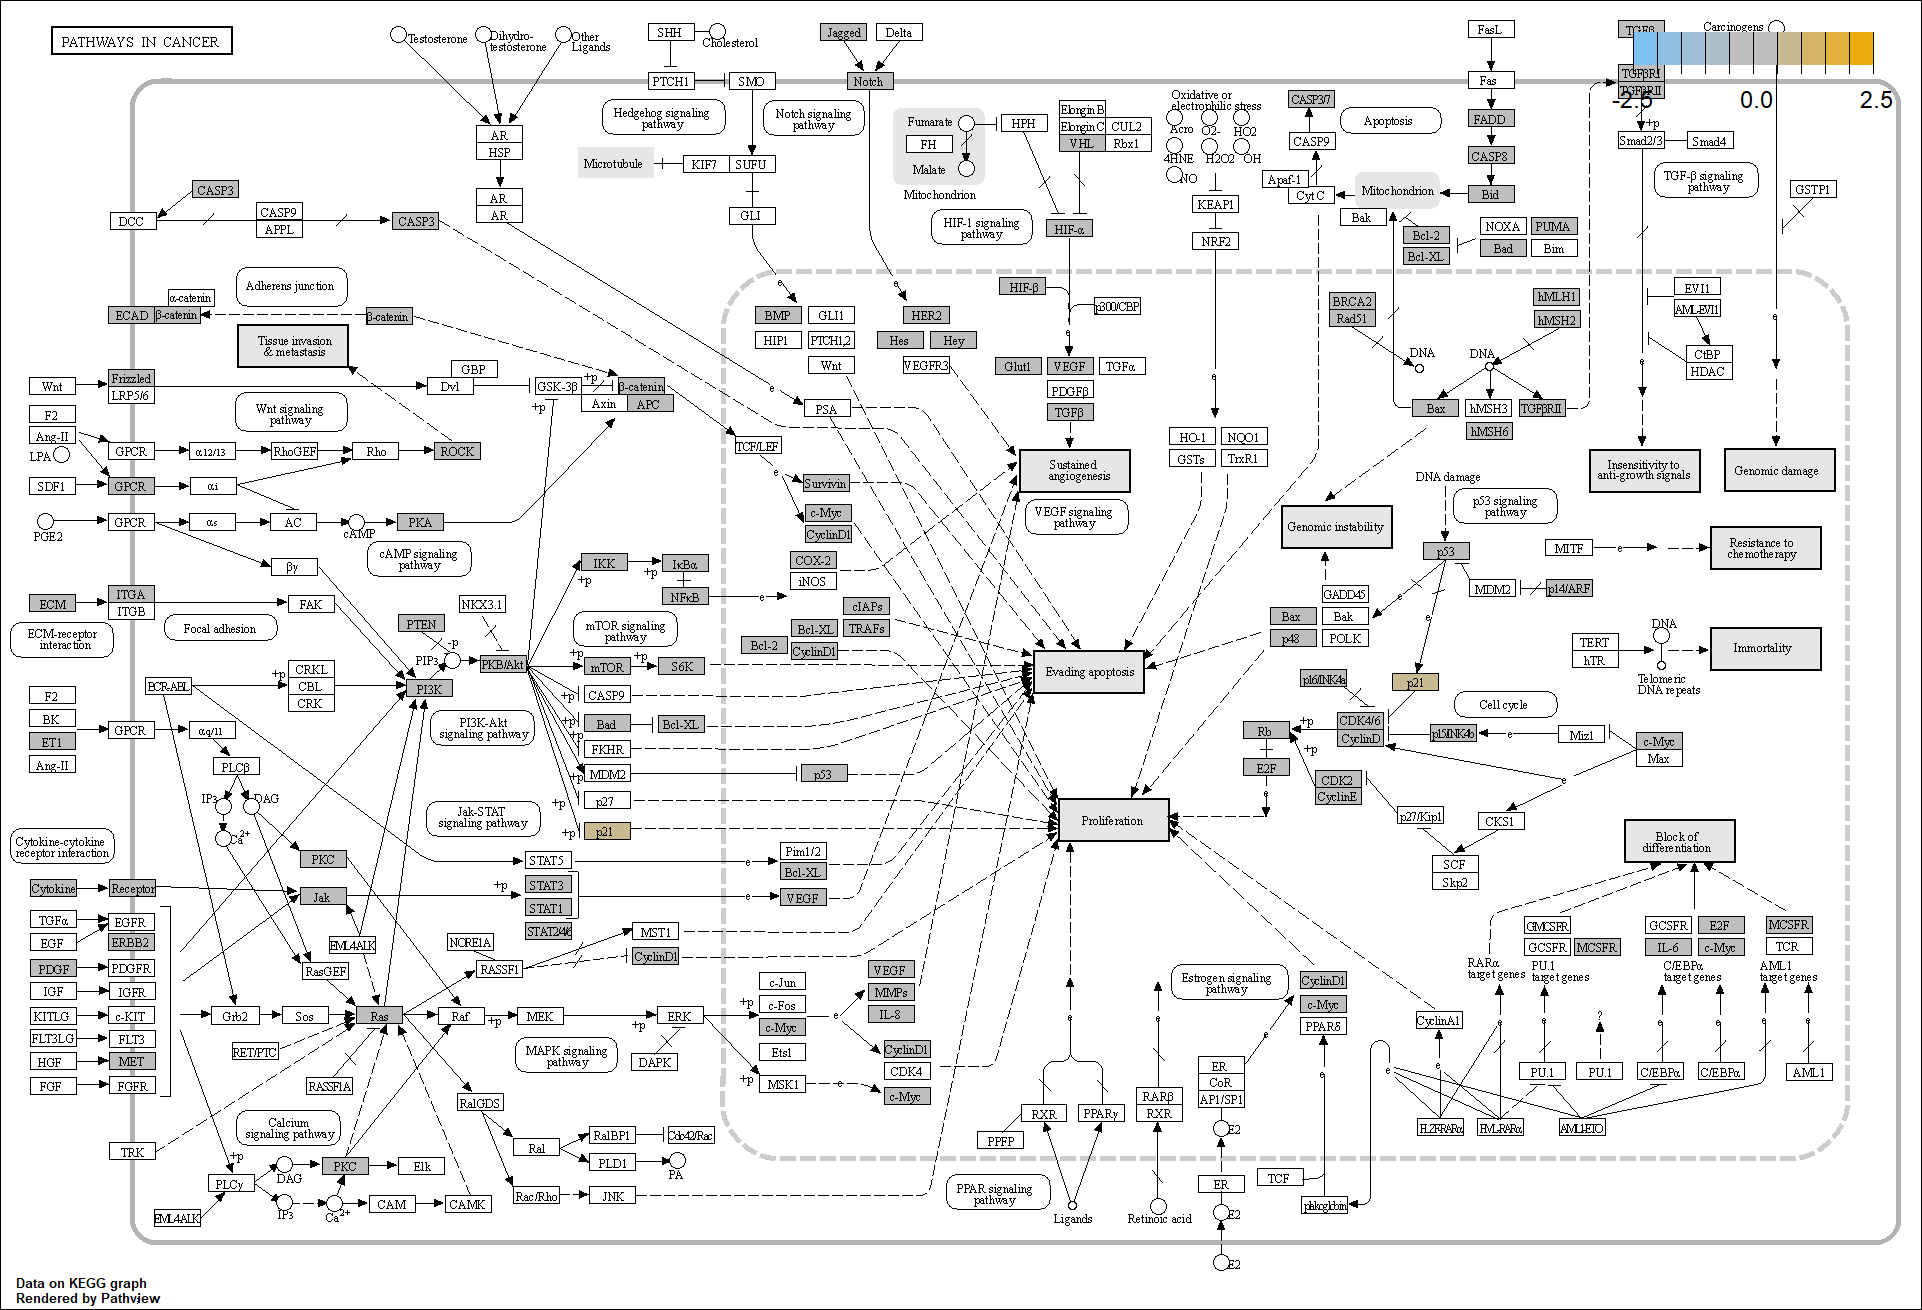 PATHWAYS IN CANCER
Testosterone
Dihydro-
testosterone
Other
Ligands
SHH
Cholesterol
PTCH1
SMO
Hedgehog signaling
pathway
Microtubule
KIF7
SUFU
GLI
Jagged
Delta
Notch
Notch signaling
pathway
Fumarate
FH
Malate
Mitochondrion
HPH
Elongin B
Elongin C
CUL2
VHL
Rbx1
HIF-1 signaling
pathway
HIF-α
Oxidative or
electrophilic stress
Acro
O2-
HO2
4HNE
H2O2
OH
NO
KEAP1
NRF2
CASP3/7
CASP9
Apoptosis
Apaf-1
Cyt C
Mitochondrion
Bak
Bcl-2
Bcl-XL
NOXA
PUMA
Bad
Bim
FasL
Fas
FADD
CASP8
Bid
TGFβ
TGFβRI
TGFβRII
Carcinogens
-2.5
0.0
2.5
+p
Smad2/3
Smad4
TGF-β signaling
pathway
GSTP1
AR
HSP
AR
AR
CASP3
DCC
CASP9
APPL
CASP3
Adherens junction
α-catenin
ECAD
β-catenin
β-catenin
Tissue invasion
& metastasis
Wnt
Frizzled
LRP5/6
Dvl
GBP
GSK-3β
+p
β-catenin
Axin
APC
+p
Wnt signaling
pathway
F2
Ang-II
LPA
GPCR
α12/13
RhoGEF
Rho
ROCK
SDF1
GPCR
αi
PGE2
GPCR
αs
AC
cAMP
PKA
cAMP signaling
pathway
βγ
TCF/LEF
e
BMP
GLI1
HIP1
PTCH1,2
Wnt
e
HER2
Hes
Hey
VEGFR3
HIF-β
p300/CBP
e
Glut1
VEGF
TGFα
PDGFβ
TGFβ
e
PSA
e
HO-1
NQO1
GSTs
TrxR1
BRCA2
Rad51
hMLH1
hMSH2
DNA
DNA
Bax
hMSH3
TGFβRII
hMSH6
EVI1
AML-EVI1
CtBP
HDAC
e
e
Sustained
angiogenesis
VEGF signaling
pathway
Insensitivity to
anti-growth signals
Genomic damage
Survivin
c-Myc
CyclinD1
COX-2
iNOS
Genomic instability
DNA damage
p53 signaling
pathway
p53
MDM2
p14/ARF
MITF
e
Resistance to
chemotherapy
ECM
ITGA
ITGB
FAK
ECM-receptor
interaction
Focal adhesion
PTEN
-p
PIP3
NKX3.1
PKB/Akt
PI3K
PI3K-Akt
signaling pathway
IKK
+p
+p
IκBα
NFκB
e
mTOR signaling
pathway
+p
mTOR
+p
S6K
+p
CASP9
+p
Bad
Bcl-XL
+p
FKHR
+p
MDM2
p53
+p
p27
+p
p21
cIAPs
Bcl-XL
TRAFs
Bcl-2
CyclinD1
Evading apoptosis
GADD45
Bax
Bak
p48
POLK
e
e
p21
TERT
hTR
DNA
Telomeric
DNA repeats
Immortality
Cell cycle
p16/INK4a
CDK4/6
CyclinD
p15/INK4b
e
Miz1
c-Myc
Max
Rb
+p
E2F
+p
e
CDK2
CyclinE
e
p27/Kip1
CKS1
SCF
Skp2
Proliferation
Block of
differentiation
F2
BK
ET1
Ang-II
GPCR
αq/11
BCR-ABL
+p
CRKL
CBL
CRK
PLCβ
IP3
DAG
Ca2+
PKC
Jak-STAT
signaling pathway
Cytokine-cytokine
receptor interaction
Cytokine
Receptor
Jak
+p
STAT5
STAT3
STAT1
STAT2/4/6
e
Pim1/2
Bcl-XL
e
VEGF
TGFα
EGFR
EGF
ERBB2
PDGF
PDGFR
IGF
IGFR
KITLG
c-KIT
FLT3LG
FLT3
HGF
MET
FGF
FGFR
TRK
EML4ALK
RasGEF
Grb2
Sos
Ras
NORE1A
RASSF1
MST1
CyclinD1
Raf
+p
MEK
+p
ERK
+p
DAPK
MAPK signaling
pathway
RET/PTC
RASSF1A
c-Jun
c-Fos
c-Myc
Ets1
e
VEGF
MMPs
IL-8
CyclinD1
CDK4
+p
MSK1
e
c-Myc
Calcium
signaling pathway
+p
PLCγ
DAG
IP3
PKC
Ca2+
Elk
CAM
CAMK
EML4ALK
RalGDS
Ral
RalBP1
Cdc42/Rac
PLD1
PA
Rac/Rho
JNK
e
RXR
PPARγ
PPFP
PPAR signaling
pathway
Ligands
e
RARβ
RXR
Retinoic acid
Estrogen signaling
pathway
e
ER
CoR
AP1/SP1
E2
ER
E2
E2
CyclinD1
c-Myc
PPARδ
e
TCF
plakoglobin
CyclinA1
e
e
RARα
target genes
GMCSFR
GCSFR
MCSFR
PU.1
target genes
GCSFR
E2F
IL-6
c-Myc
C/EBPα
target genes
MCSFR
TCR
AML1
target genes
e
e
?
e
e
e
PU.1
PU.1
C/EBPα
C/EBPα
AML1
PLZF-RARα
PML-RARα
AML1-ETO
Data on KEGG graph
Rendered by Pathview